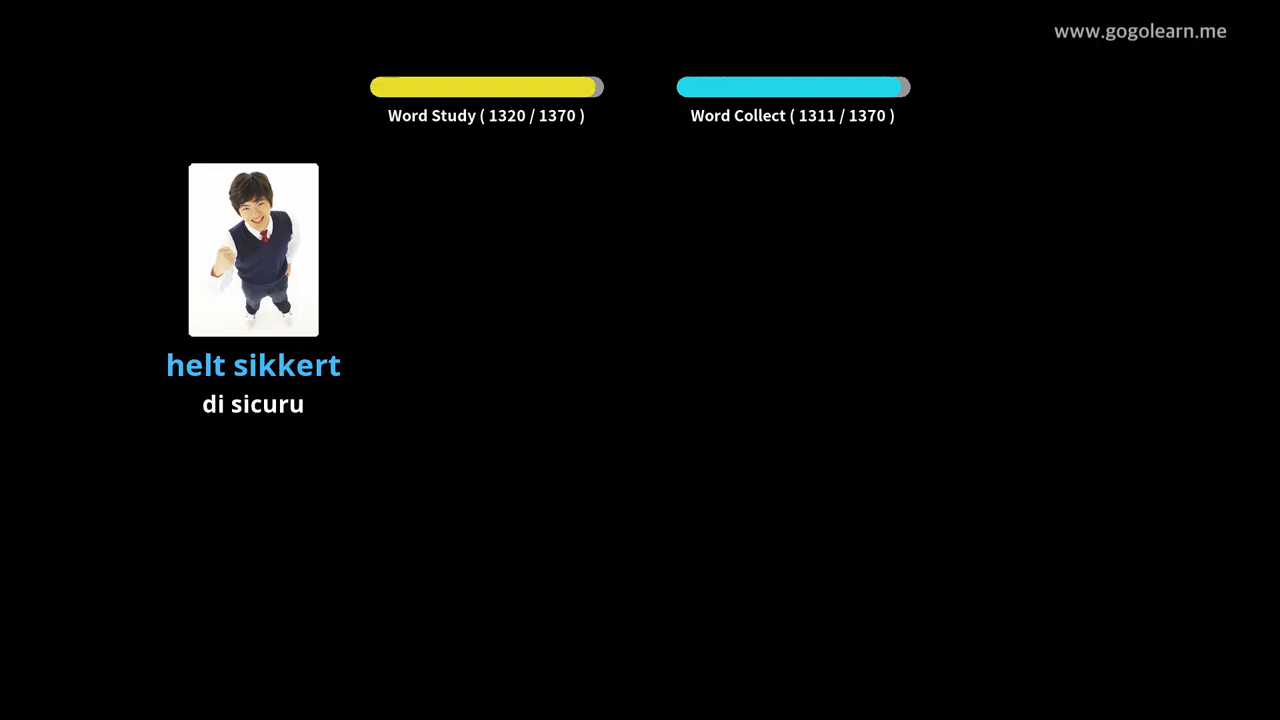 www.gogolearn.me
Word Study ( 1320 / 1370 )
Word Collect ( 1311 / 1370 )
helt sikkert
di sicuru